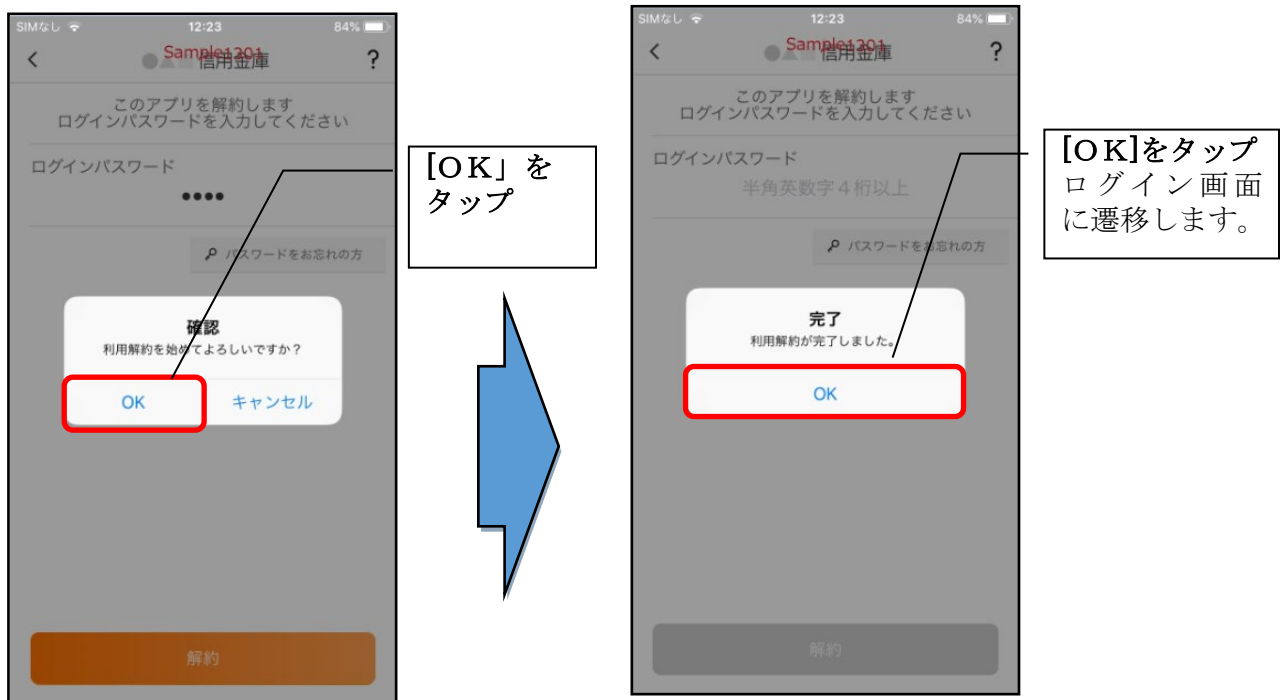 SIMなし 12:23 84%
< Sample1201 ●▲■信用金庫 ?
このアプリを解約します
ログインパスワードを入力してください
ログインパスワード
••••
パスワードをお忘れの方
確認
利用解約を始めてよろしいですか?
OK キャンセル
解約
[OK」を
タップ
SIMなし 12:23 84%
< Sample1201 ●▲■信用金庫 ?
このアプリを解約します
ログインパスワードを入力してください
ログインパスワード
半角英数字4桁以上
パスワードをお忘れの方
完了
利用解約が完了しました。
OK
解約
[OK]をタップ
ログイン画面
に遷移します。